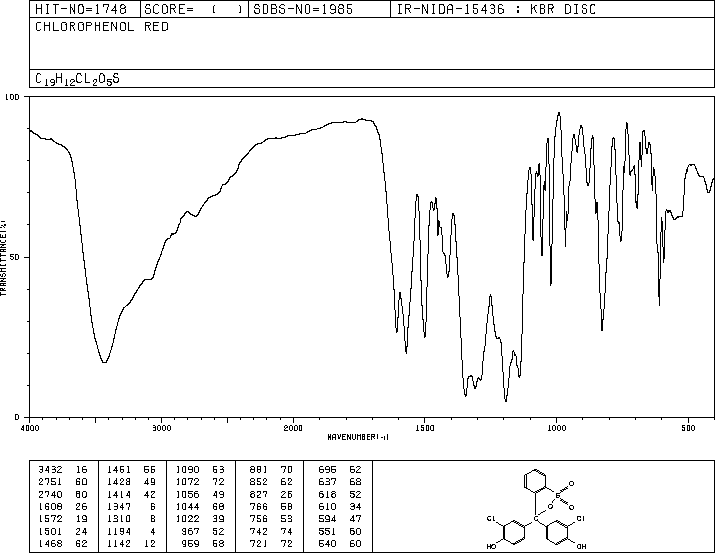 HIT-NO=1748 SCORE= ( ) SDBS-NO=1985 IR-NIDA-15436 : KBR DISC
CHLOROPHENOL RED
C19H12CL2O5S
100
50
0
TRANSMITTANCE(%)
4000 3000 2000 1500 1000 500
WAVENUMBER(-1)
3432 16 1461 66 1090 53 881 70 695 62
2751 60 1428 49 1072 72 852 62 637 68
2740 60 1414 42 1056 49 827 26 618 52
1608 26 1347 6 1044 68 766 58 610 34
1572 19 1310 8 1022 39 756 53 594 47
1501 24 1194 4 967 52 742 74 551 60
1468 62 1142 12 959 68 721 72 540 60
S
O
O
O
C
Cl
Cl
HO
OH